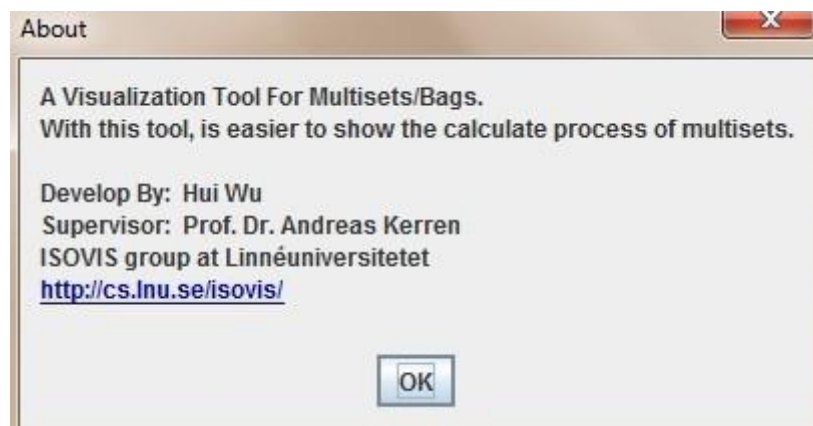 About
A Visualization Tool For Multisets/Bags.
With this tool, is easier to show the calculate process of multisets.
Develop By: Hui Wu
Supervisor: Prof. Dr. Andreas Kerren
ISOVIS group at Linnéuniversitetet
http://cs.lnu.se/isovis/
OK